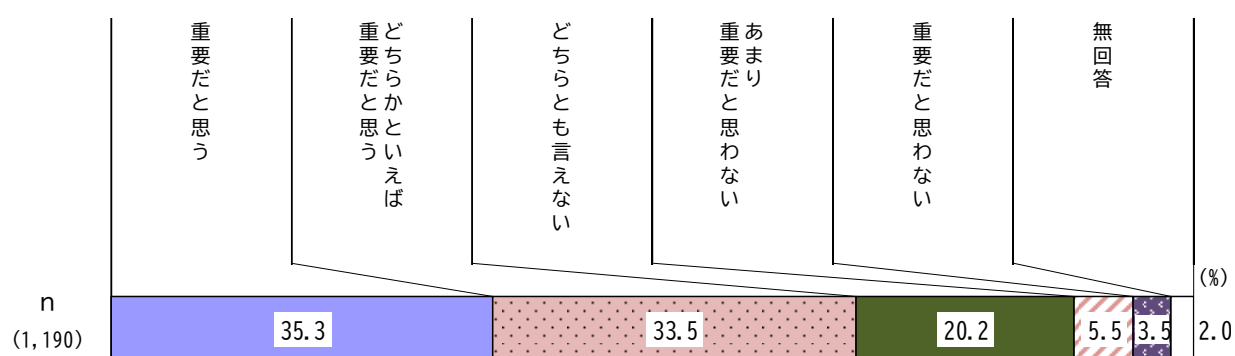 重要だと思う
どちらかといえば
重要だと思う
どちらとも言えない
あまり
重要だと思わない
重要だと思わない
無回答
(%)
n
(1,190)
35.3
33.5
20.2
5.5
3.5
2.0